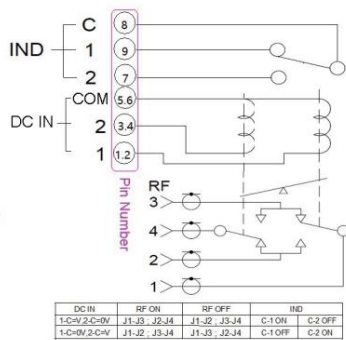 C 8
IND 1 9
2 7
COM 5.6
DC IN 2 3.4
1 1.2
Pin Number
RF
3
4
2
1
DC IN RF ON RF OFF IND
1-C=V,2-C=0V J1-J3 ; J2-J4 J1-J2 ; J3-J4 C-1 ON C-2 OFF
1-C=0V,2-C=V J1-J2 ; J3-J4 J1-J3 ; J2-J4 C-1 OFF C-2 ON